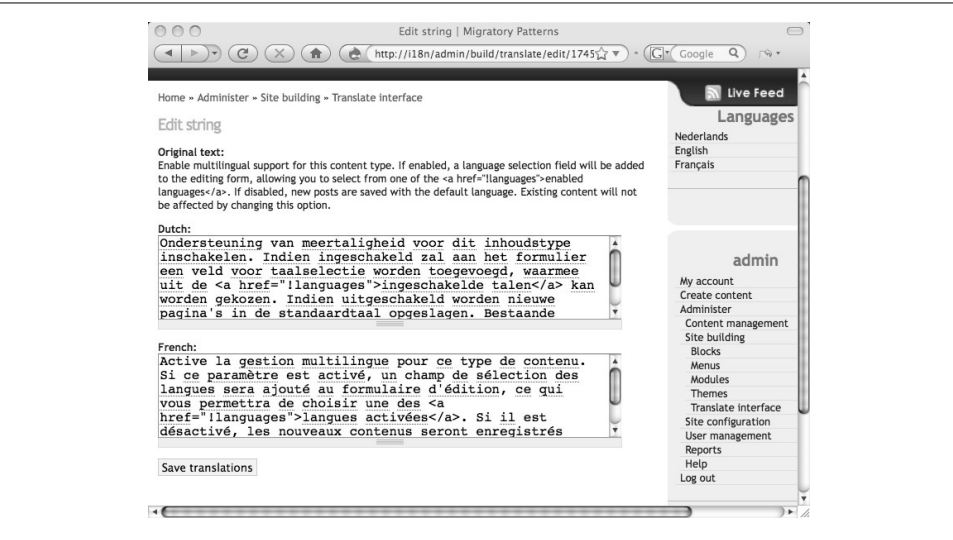 Edit string | Migratory Patterns
http://i18n/admin/build/translate/edit/1745
Google
Home » Administer » Site building » Translate interface
Edit string
Original text:
Enable multilingual support for this content type. If enabled, a language selection field will be added
to the editing form, allowing you to select from one of the <a href="!languages">enabled
languages</a>. If disabled, new posts are saved with the default language. Existing content will not
be affected by changing this option.
Dutch:
Ondersteuning van meertaligheid voor dit inhoudstype
inschakelen. Indien ingeschakeld zal aan het formulier
een veld voor taalselectie worden toegevoegd, waarmee
uit de <a href="!languages">ingeschakelde talen</a> kan
worden gekozen. Indien uitgeschakeld worden nieuwe
pagina's in de standaardtaal opgeslagen. Bestaande
French:
Active la gestion multilingue pour ce type de contenu.
Si ce paramètre est activé, un champ de sélection des
langues sera ajouté au formulaire d'édition, ce qui
vous permettra de choisir une des <a
href="!languages">langues activées</a>. Si il est
désactivé, les nouveaux contenus seront enregistrés
Save translations
Live Feed
Languages
Nederlands
English
Français
admin
My account
Create content
Administer
Content management
Site building
Blocks
Menus
Modules
Themes
Translate interface
Site configuration
User management
Reports
Help
Log out